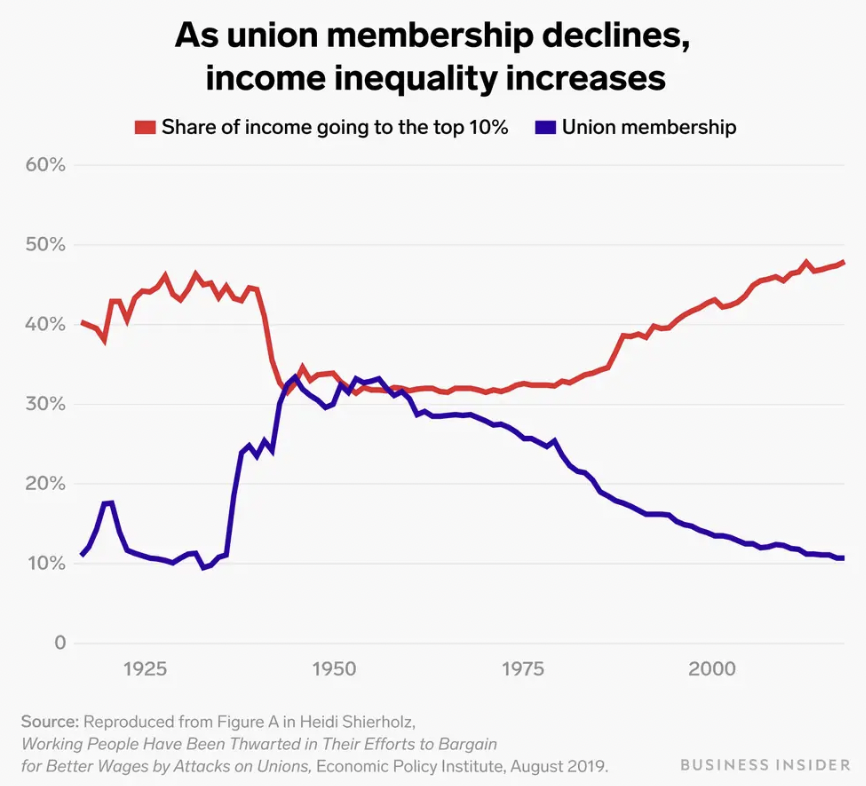 As union membership declines,
income inequality increases
Share of income going to the top 10% Union membership
60%
50%
40%
30%
20%
10%
0
1925 1950 1975 2000
Source: Reproduced from Figure A in Heidi Shierholz,
Working People Have Been Thwarted in Their Efforts to Bargain
for Better Wages by Attacks on Unions, Economic Policy Institute, August 2019.
BUSINESS INSIDER